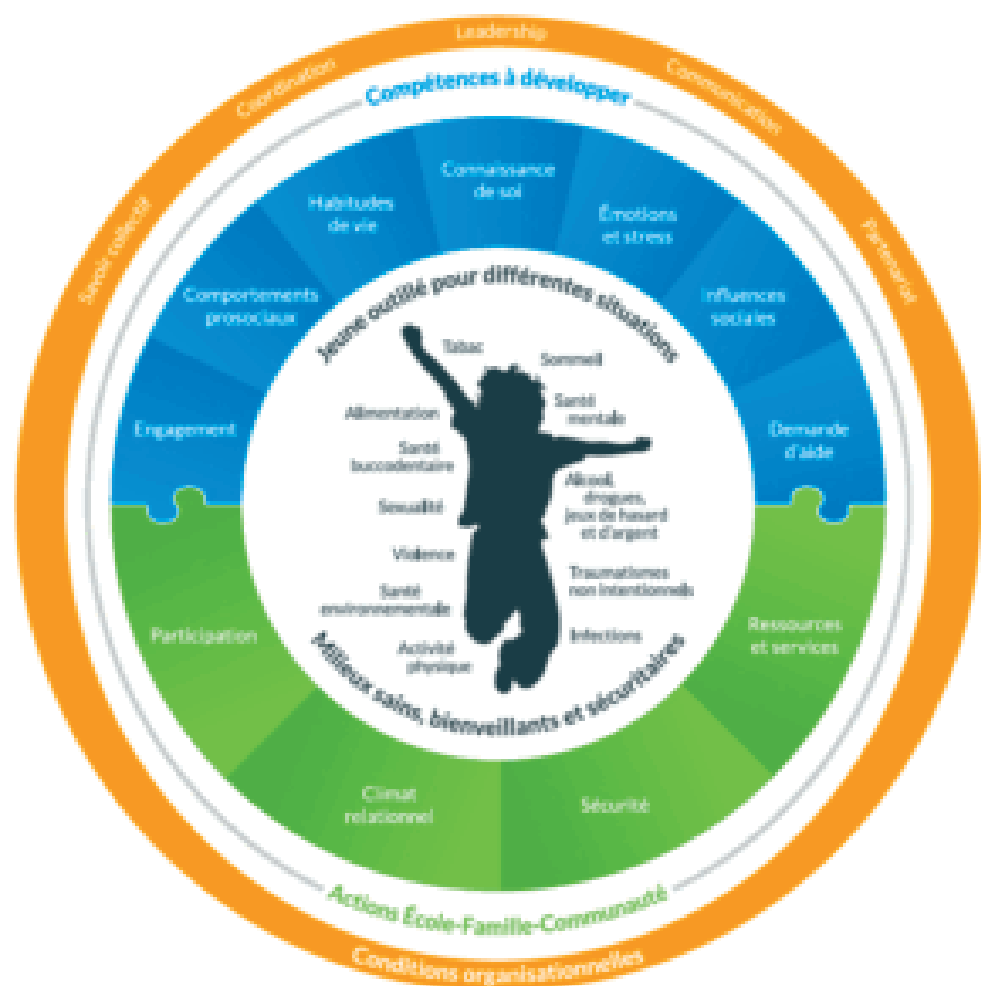 Leadership
Coordination
Communication
Savoir collectif
Partenariat
Compétences à développer
Connaissance
de soi
Habitudes
de vie
Émotions
et stress
Comportements
prosociaux
Influences
sociales
Engagement
Demande
d'aide
Jeune outillé pour différentes situations
Tabac
Sommeil
Alimentation
Santé
mentale
Santé
buccodentaire
Sexualité
Alcool,
drogues,
jeux de hasard
et d'argent
Violence
Traumatismes
non intentionnels
Santé
environnementale
Infections
Activité
physique
Milieux sains, bienveillants et sécuritaires
Participation
Ressources
et services
Climat
relationnel
Sécurité
Actions École-Famille-Communauté
Conditions organisationnelles